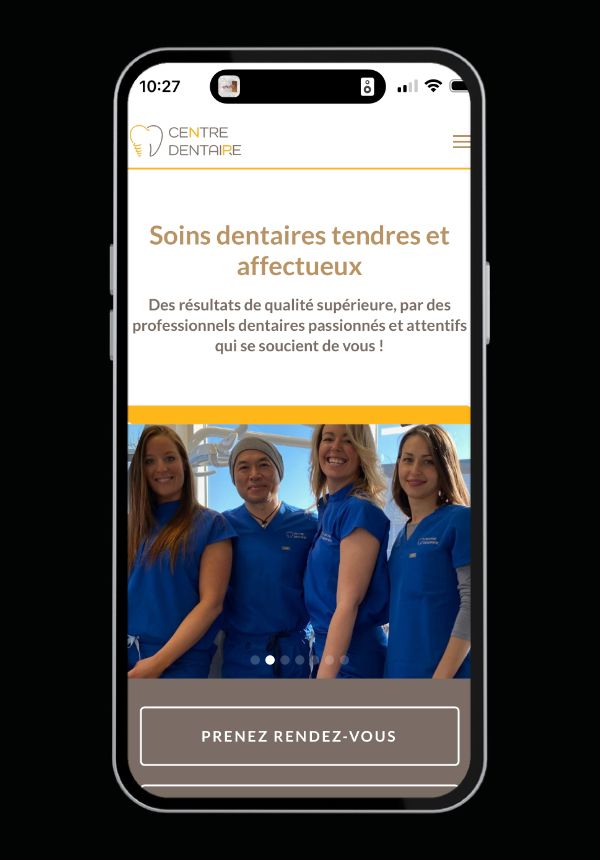 10:27
CENTRE
DENTAIRE
Soins dentaires tendres et
affectueux
Des résultats de qualité supérieure, par des
professionnels dentaires passionnés et attentifs
qui se soucient de vous !
PRENEZ RENDEZ-VOUS